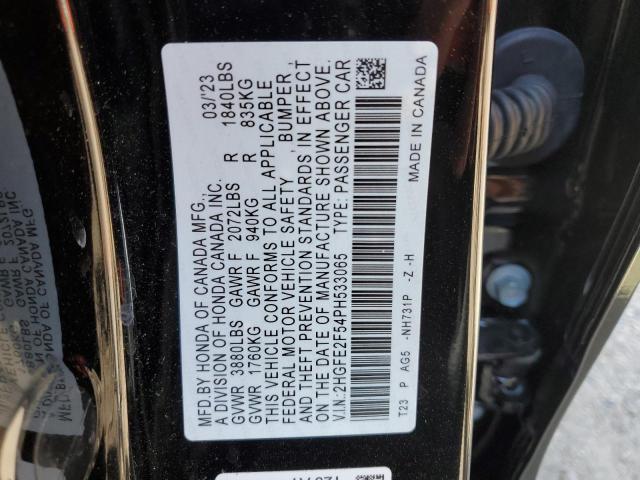 MFD.BY HONDA OF CANADA MFG., 03/23
A DIVISION OF HONDA CANADA INC.
GVWR 3880LBS GAWR F 2072LBS R 1840LBS
GVWR 1760KG GAWR F 940KG R 835KG
THIS VEHICLE CONFORMS TO ALL APPLICABLE
FEDERAL MOTOR VEHICLE SAFETY BUMPER,
AND THEFT PREVENTION STANDARDS IN EFFECT
ON THE DATE OF MANUFACTURE SHOWN ABOVE.
V.I.N.:2HGFE2F54PH533065 TYPE: PASSENGER CAR
T23 P AG5 -NH731P -Z -H MADE IN CANADA